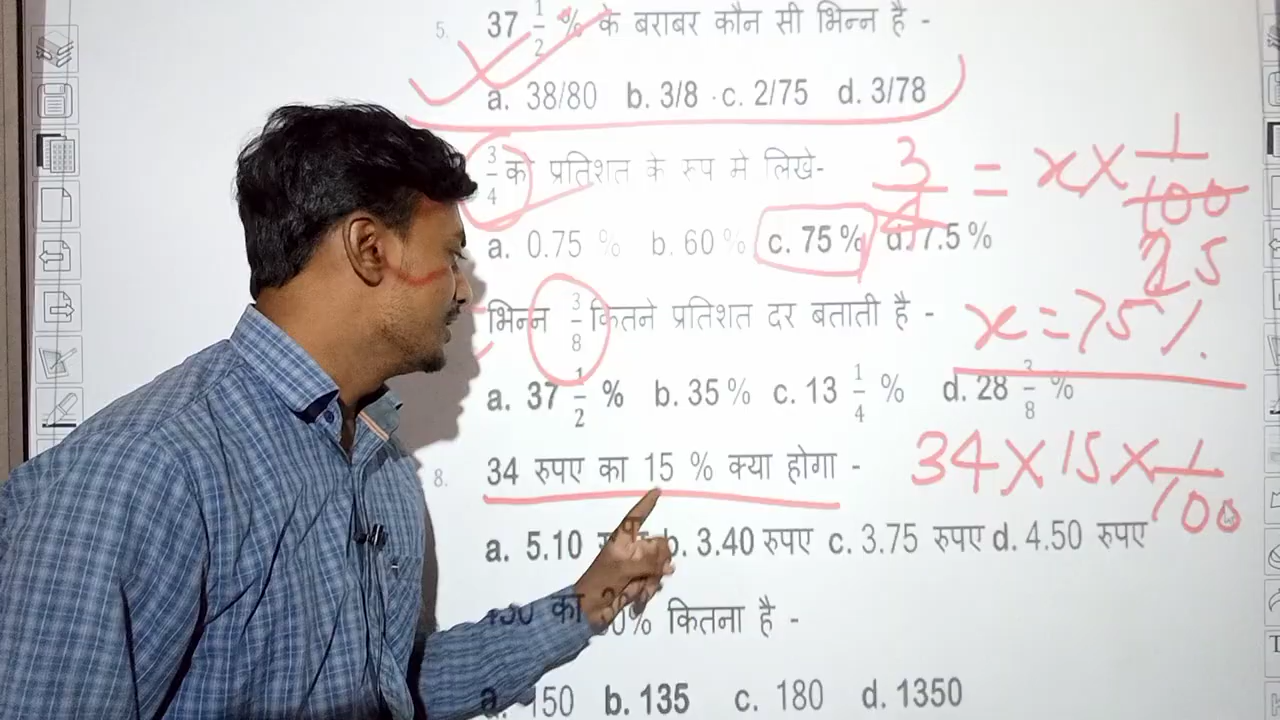 5. 37 1/2 % के बराबर कौन सी भिन्न है -
a. 38/80 b. 3/8 c. 2/75 d. 3/78
3/4 को प्रतिशत के रूप मे लिखे-
a. 0.75 % b. 60 % c. 75 % d. 7.5 %
3/4 = x × 1/100
25
x = 75 %.
भिन्न 3/8 कितने प्रतिशत दर बताती है -
a. 37 1/2 % b. 35 % c. 13 1/4 % d. 28 3/8 %
8. 34 रुपए का 15 % क्या होगा -
34 × 15 × 1/100
a. 5.10 b. 3.40 रुपए c. 3.75 रुपए d. 4.50 रुपए
का 30% कितना है -
a. 150 b. 135 c. 180 d. 1350